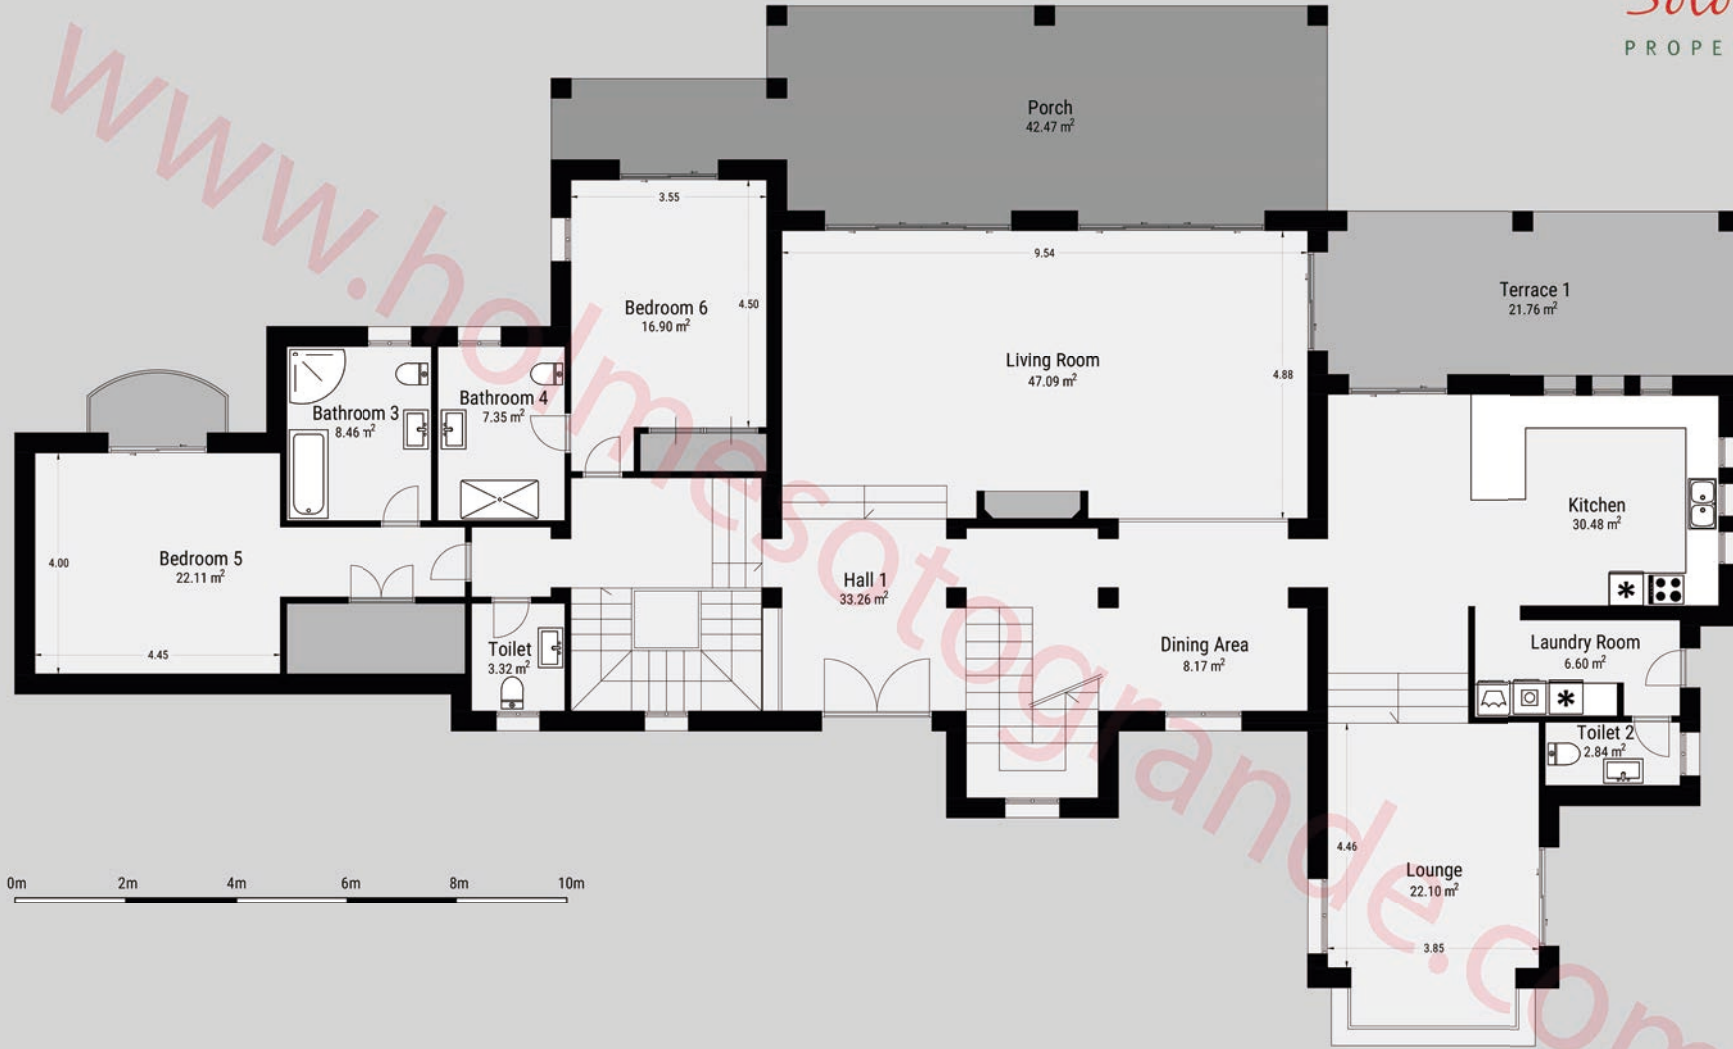 www.holmesotogrande.com
PROPE
Porch
42.47 m²
3.55
4.50
Bedroom 6
16.90 m²
9.54
4.88
Living Room
47.09 m²
Terrace 1
21.76 m²
Bathroom 3
8.46 m²
Bathroom 4
7.35 m²
Kitchen
30.48 m²
Bedroom 5
22.11 m²
4.00
4.45
Hall 1
33.26 m²
Toilet
3.32 m²
Dining Area
8.17 m²
Laundry Room
6.60 m²
Toilet 2
2.84 m²
4.46
Lounge
22.10 m²
3.85
0m 2m 4m 6m 8m 10m